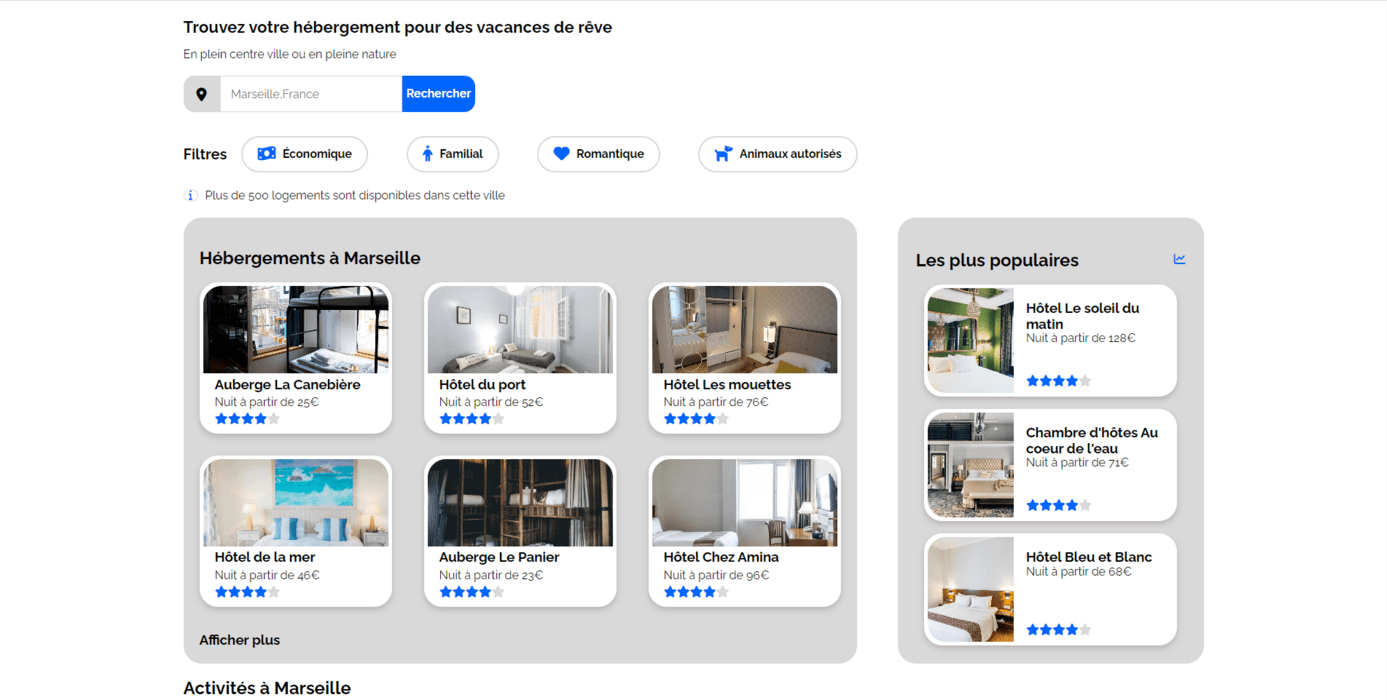 Trouvez votre hébergement pour des vacances de rêve
En plein centre ville ou en pleine nature
Marseille,France
Rechercher
Filtres
Économique
Familial
Romantique
Animaux autorisés
Plus de 500 logements sont disponibles dans cette ville
Hébergements à Marseille
Auberge La Canebière
Nuit à partir de 25€
Hôtel du port
Nuit à partir de 52€
Hôtel Les mouettes
Nuit à partir de 76€
Hôtel de la mer
Nuit à partir de 46€
Auberge Le Panier
Nuit à partir de 23€
Hôtel Chez Amina
Nuit à partir de 96€
Afficher plus
Les plus populaires
Hôtel Le soleil du
matin
Nuit à partir de 128€
Chambre d'hôtes Au
coeur de l'eau
Nuit à partir de 71€
Hôtel Bleu et Blanc
Nuit à partir de 68€
Activités à Marseille